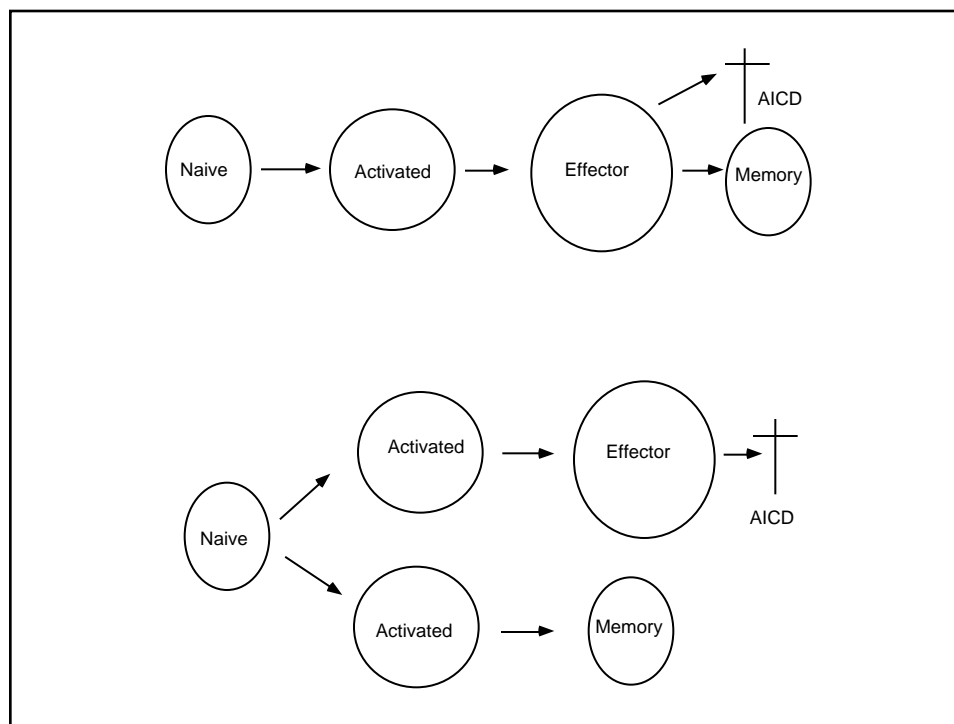 AICD
Naive
Activated
Effector
Memory
Activated
Effector
AICD
Naive
Activated
Memory